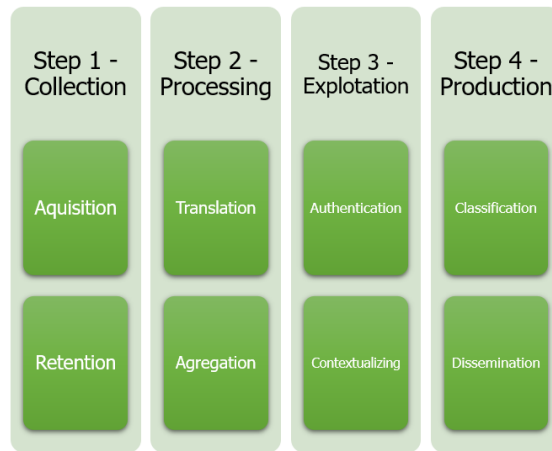 Step 1 -
Collection
Aquisition
Retention
Step 2 -
Processing
Translation
Agregation
Step 3 -
Explotation
Authentication
Contextualizing
Step 4 -
Production
Classification
Dissemination